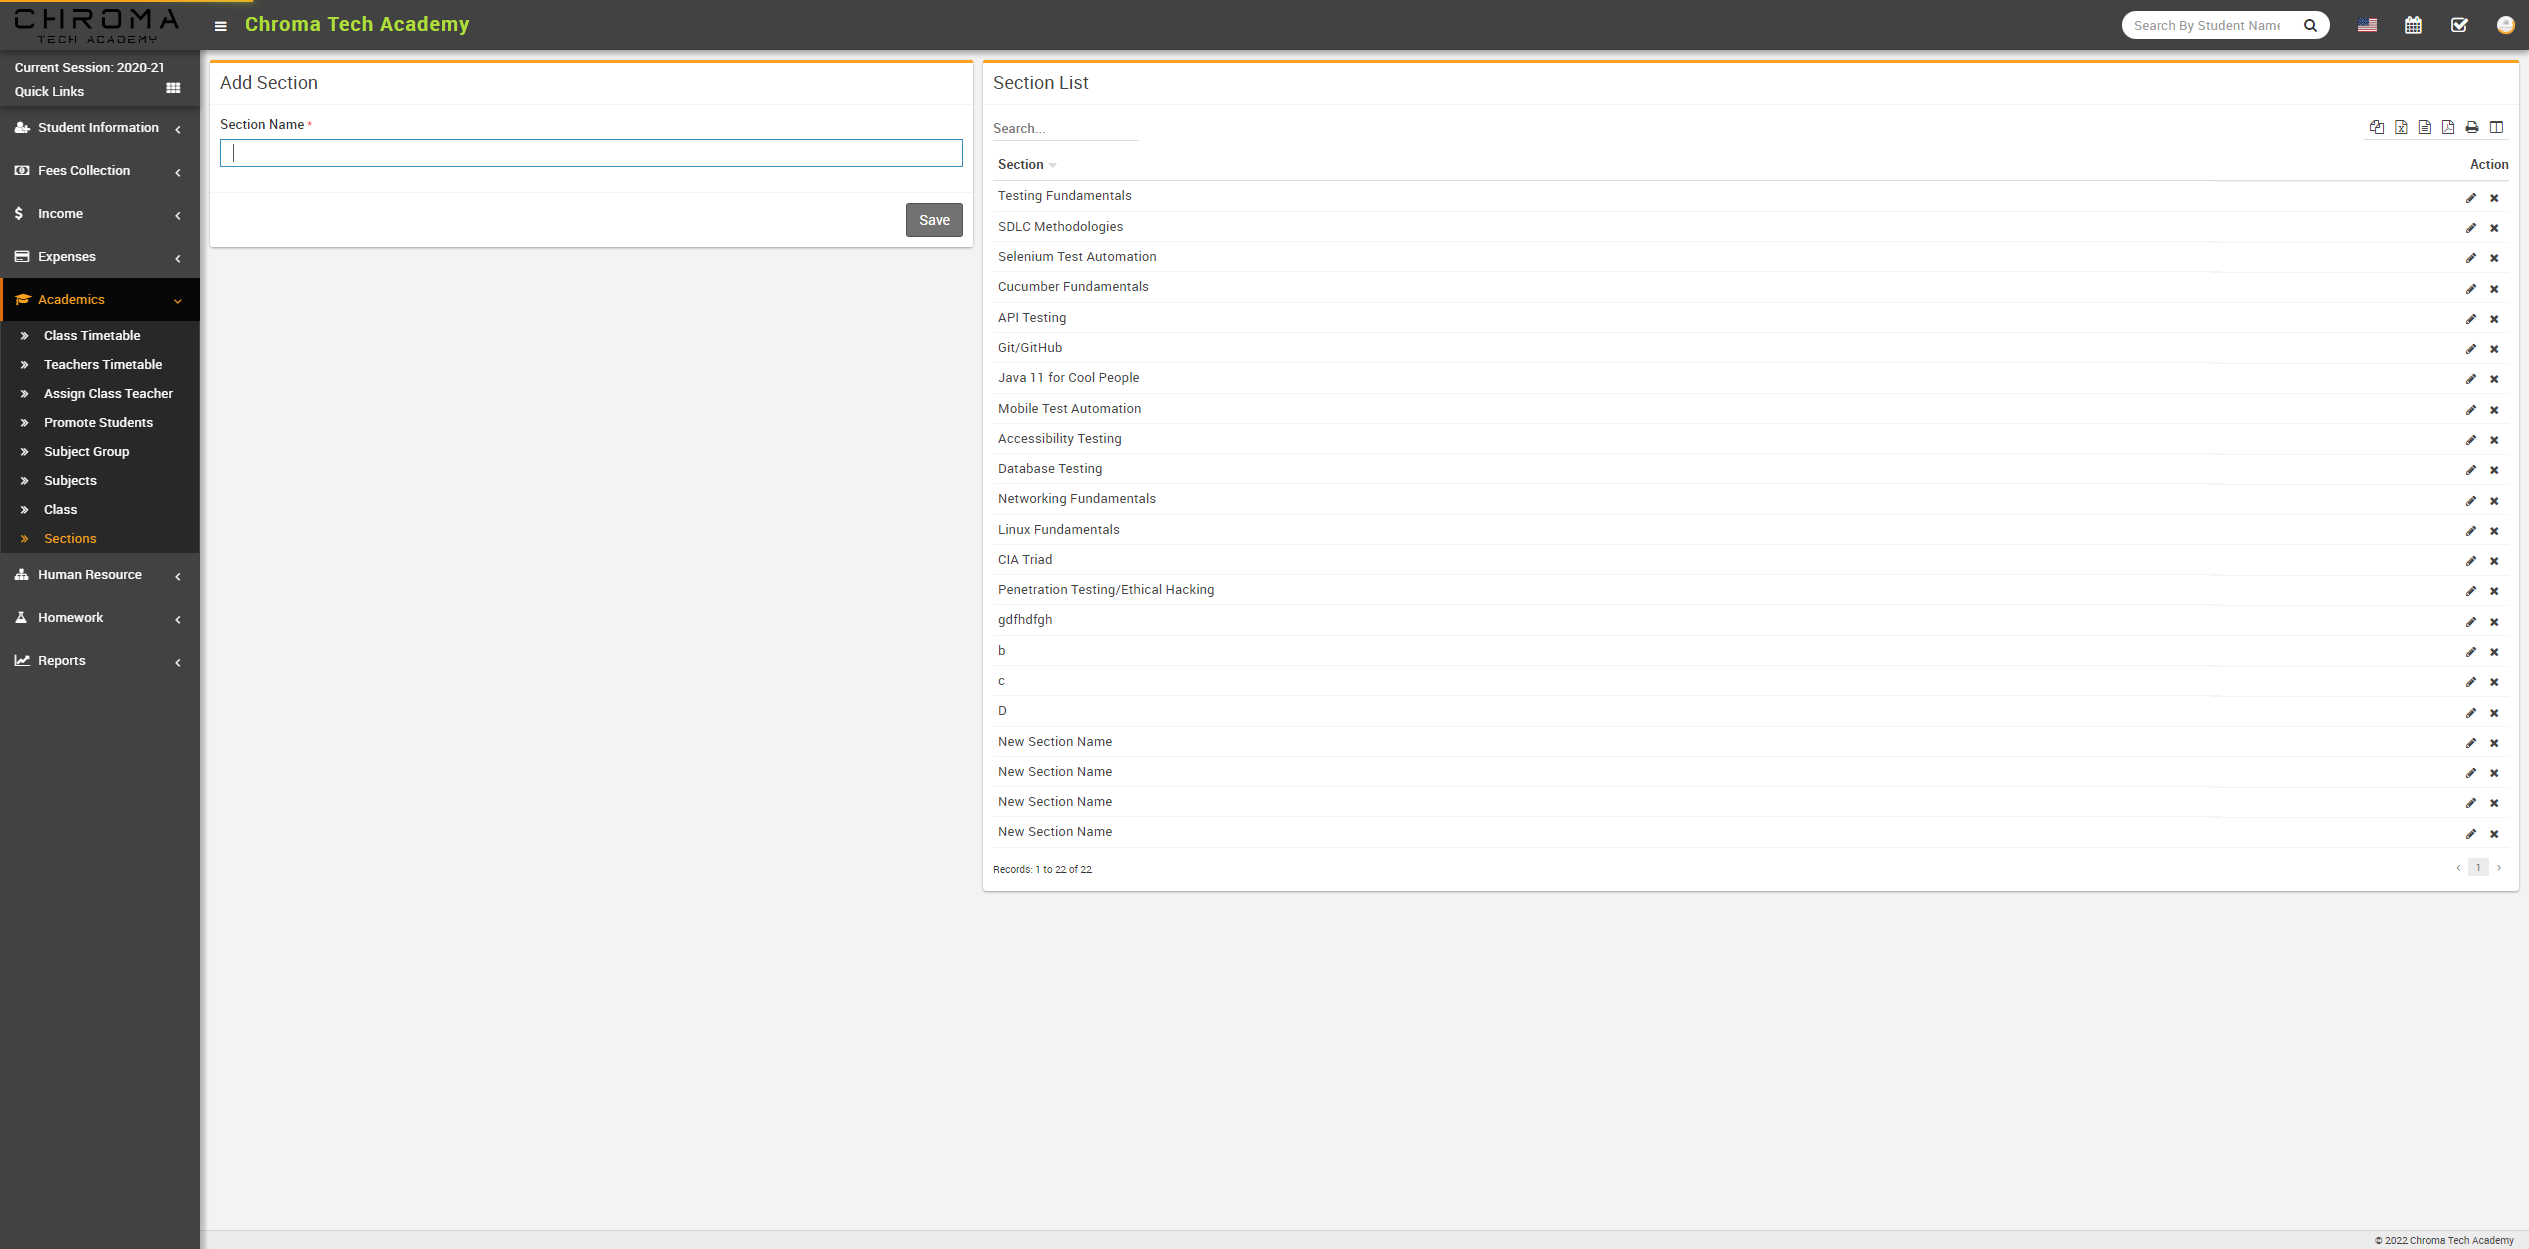 CHROMA
TECH ACADEMY
Chroma Tech Academy
Search By Student Name
Current Session: 2020-21
Quick Links
Student Information
Fees Collection
Income
Expenses
Academics
Class Timetable
Teachers Timetable
Assign Class Teacher
Promote Students
Subject Group
Subjects
Class
Sections
Human Resource
Homework
Reports
Add Section
Section Name *
Save
Section List
Search...
Section Action
Testing Fundamentals
SDLC Methodologies
Selenium Test Automation
Cucumber Fundamentals
API Testing
Git/GitHub
Java 11 for Cool People
Mobile Test Automation
Accessibility Testing
Database Testing
Networking Fundamentals
Linux Fundamentals
CIA Triad
Penetration Testing/Ethical Hacking
gdfhdfgh
b
c
D
New Section Name
New Section Name
New Section Name
New Section Name
Records: 1 to 22 of 22
1
© 2022 Chroma Tech Academy